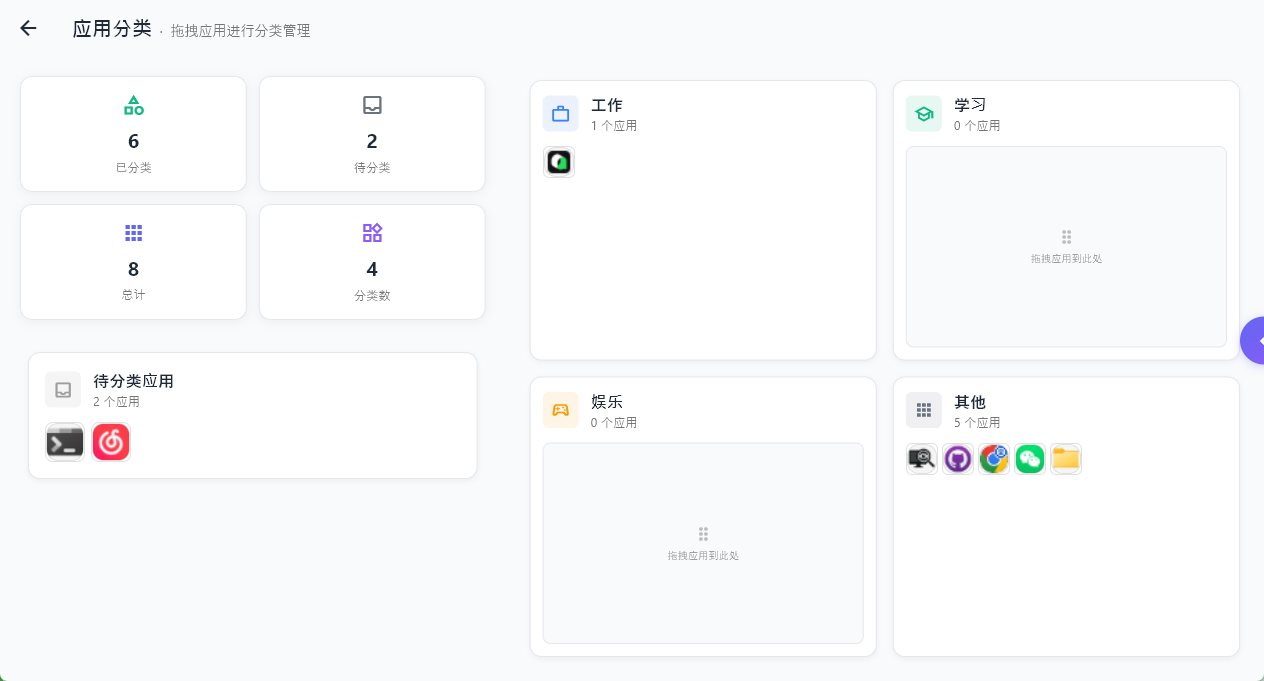 应用分类 · 拖拽应用进行分类管理
6
已分类
2
待分类
8
总计
4
分类数
待分类应用
2 个应用
工作
1 个应用
学习
0 个应用
拖拽应用到此处
娱乐
0 个应用
拖拽应用到此处
其他
5 个应用